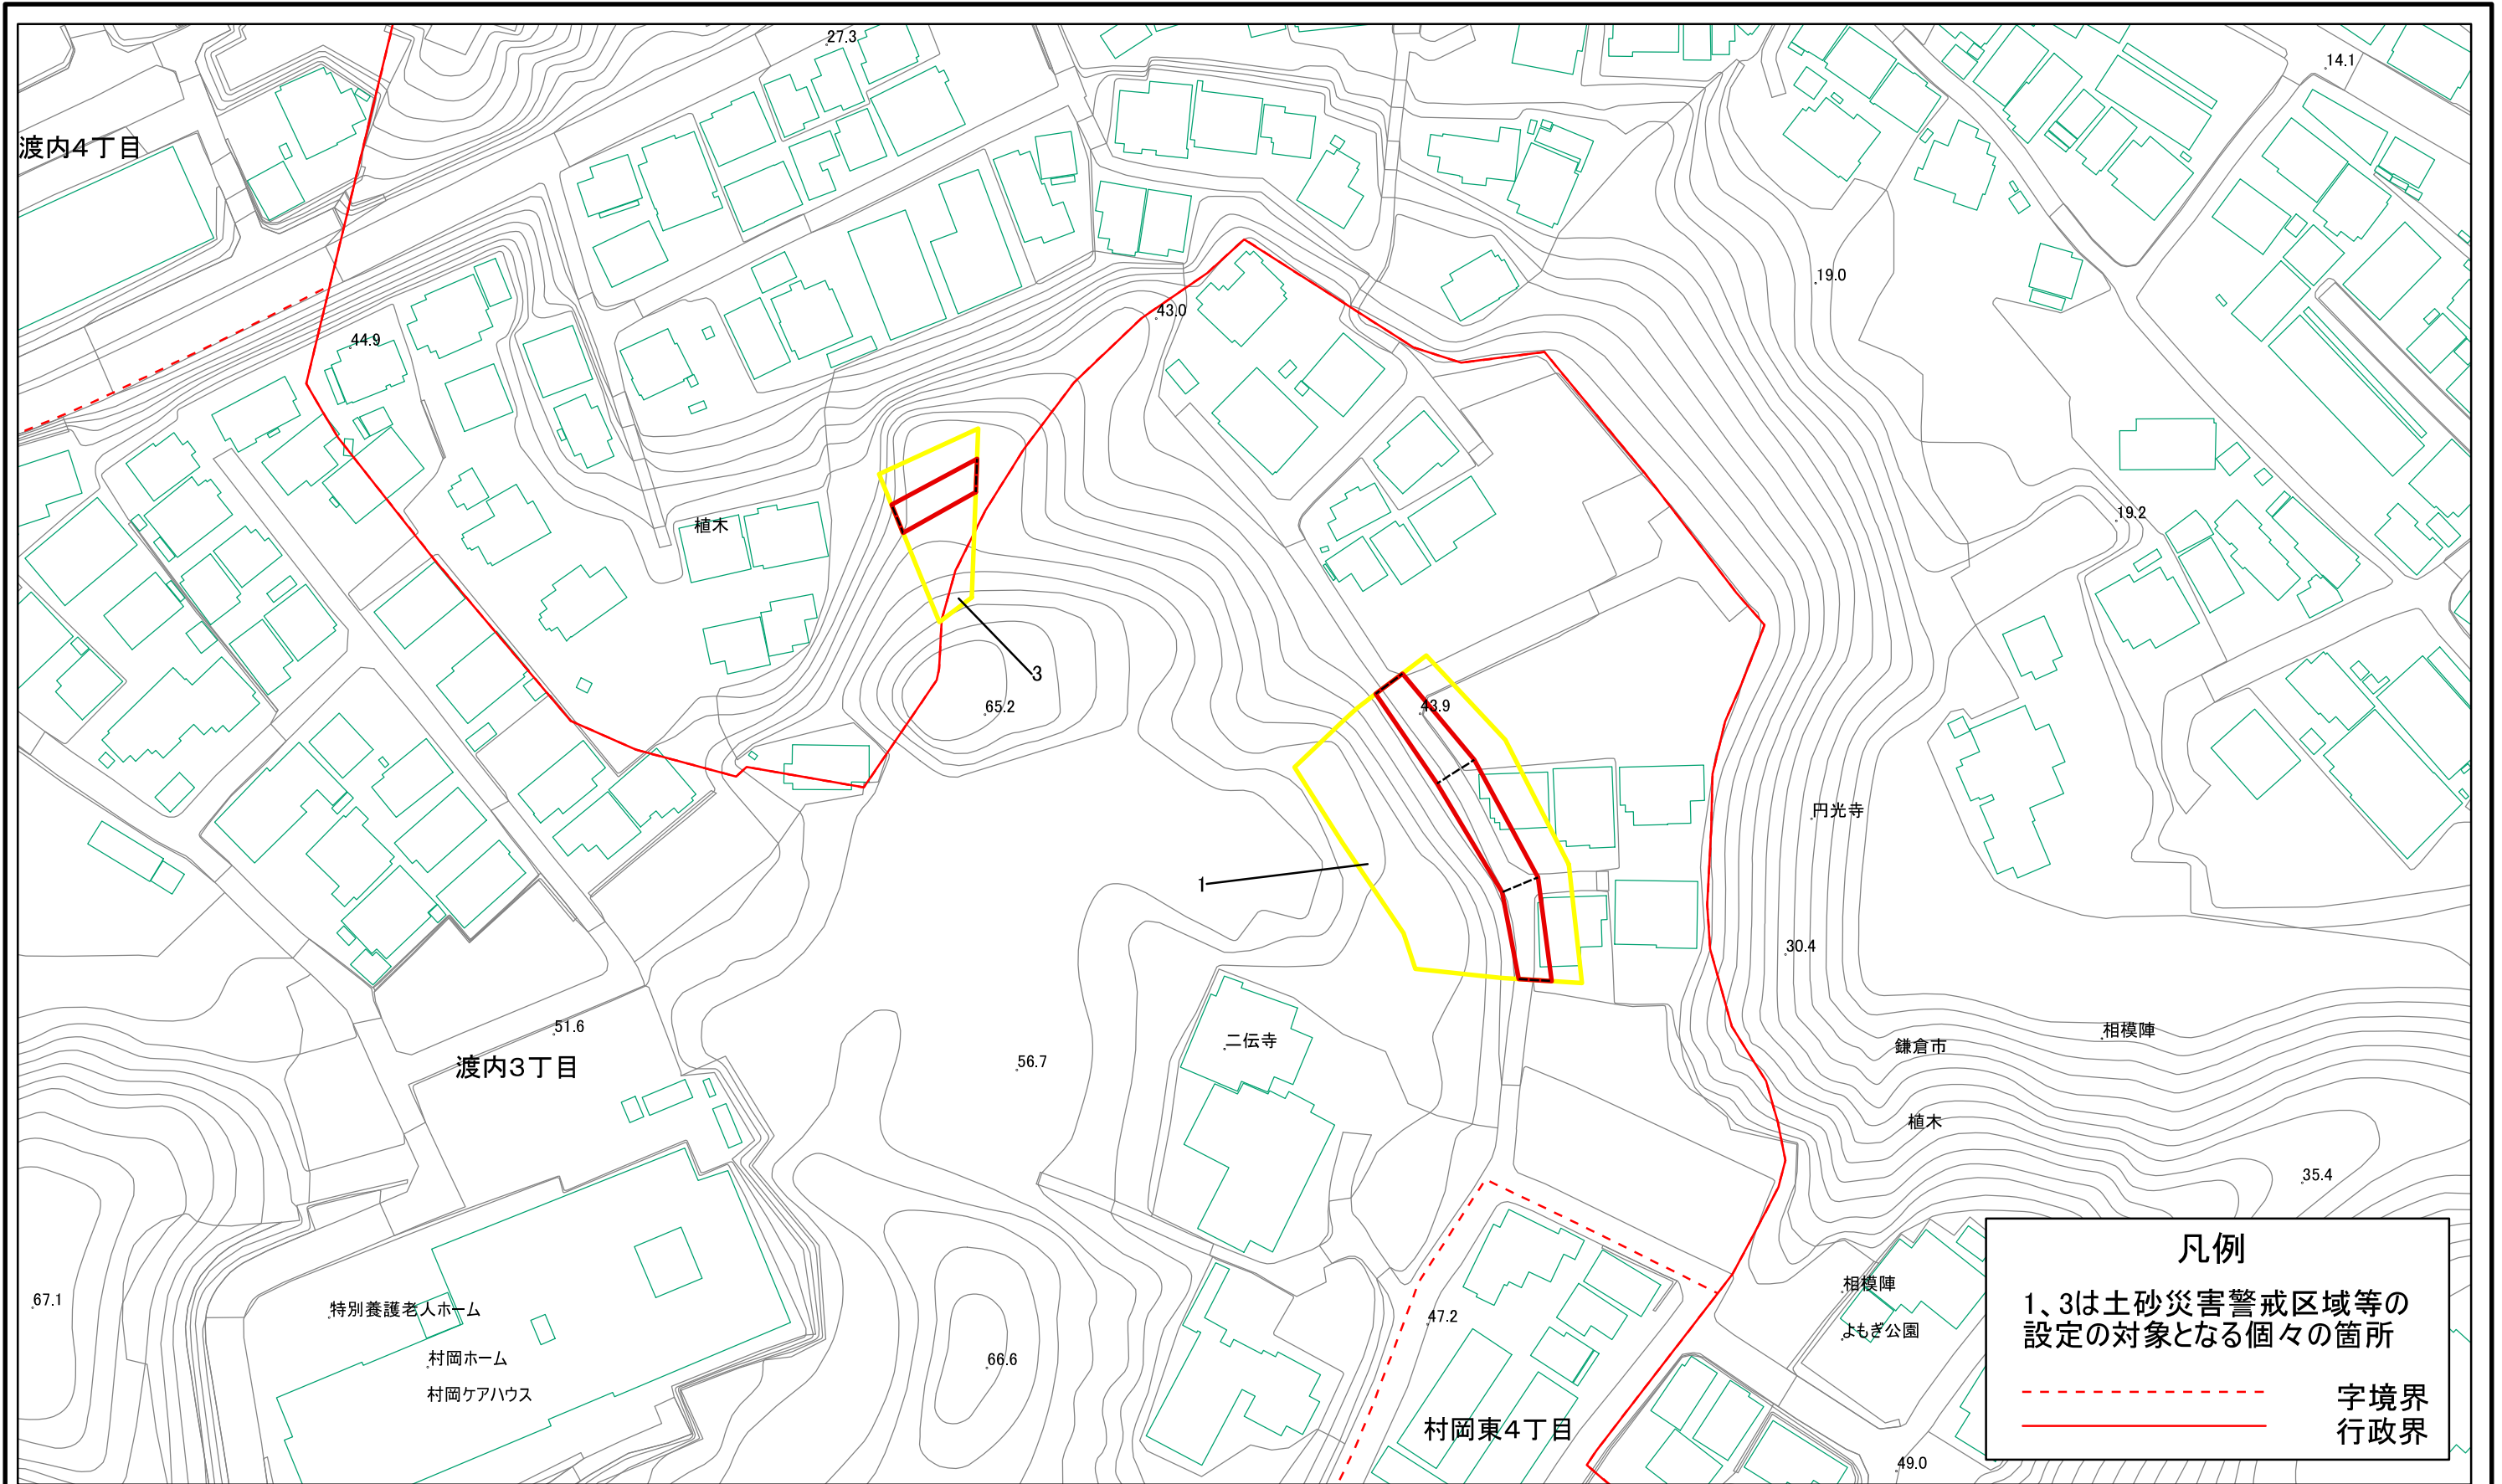 27.3
14.1
渡内4丁目
19.0
43.0
44.9
19.2
植木
3
65.2
43.9
円光寺
1
30.4
51.6
相模陣
二伝寺
鎌倉市
56.7
渡内3丁目
植木
35.4
凡例
相模陣
67.1
1、3は土砂災害警戒区域等の
特別養護老人ホーム
47.2
よもぎ公園
設定の対象となる個々の箇所
村岡ホーム
66.6
村岡ケアハウス
字境界
村岡東4丁目
行政界
49.0